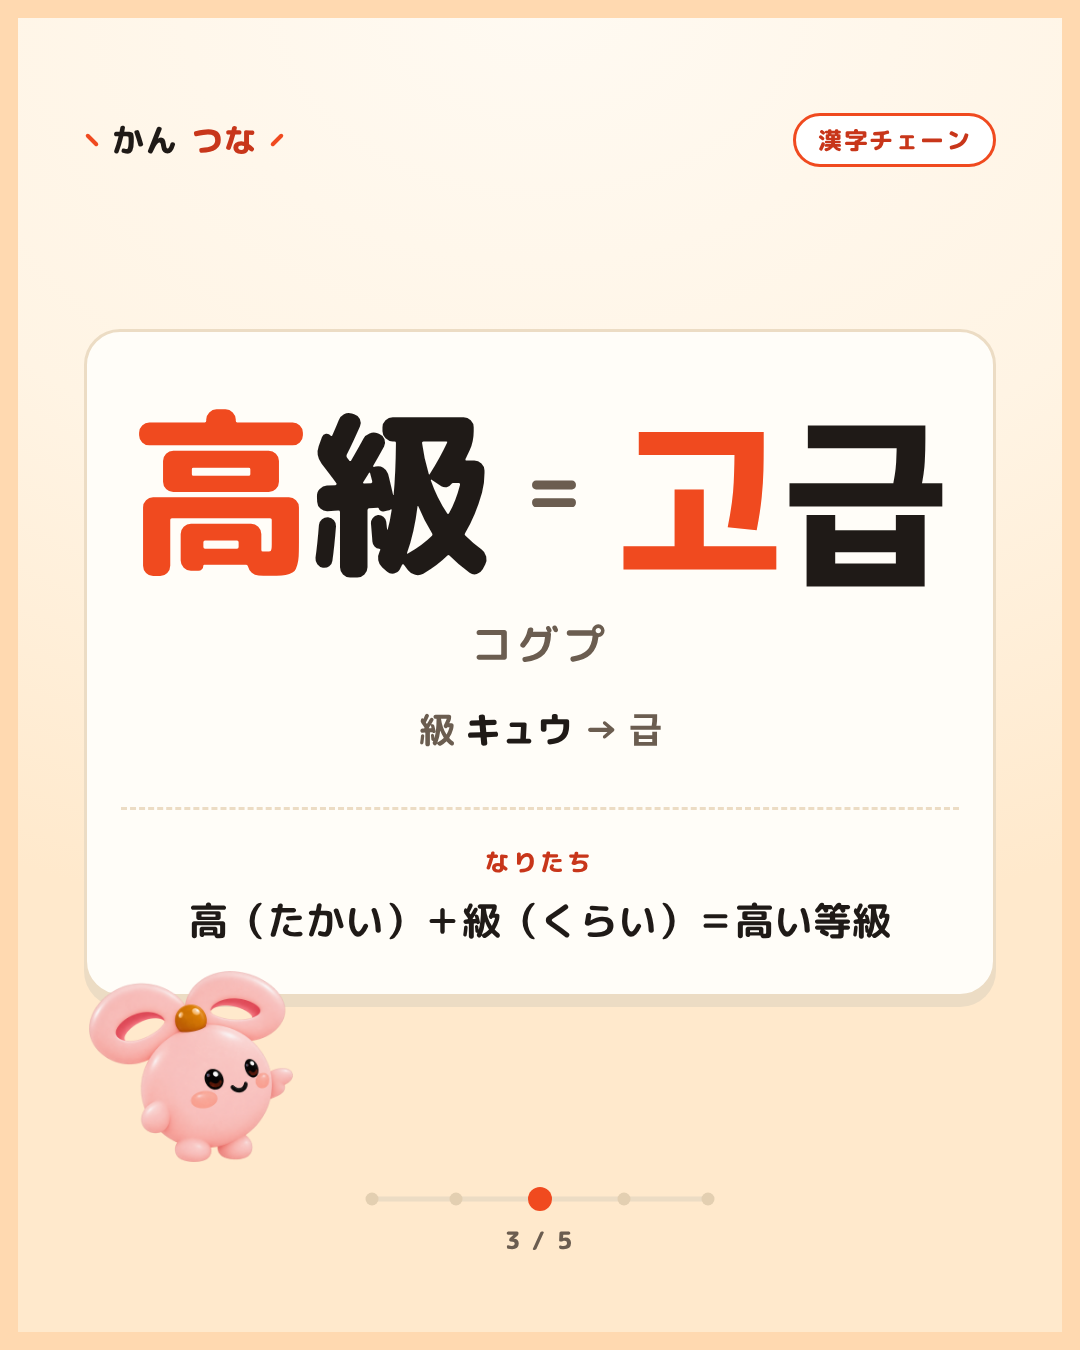 かんつな
漢字チェーン
高級 = 고급
コグプ
級 キュウ → 급
なりたち
高（たかい）＋級（くらい）＝高い等級
3 / 5